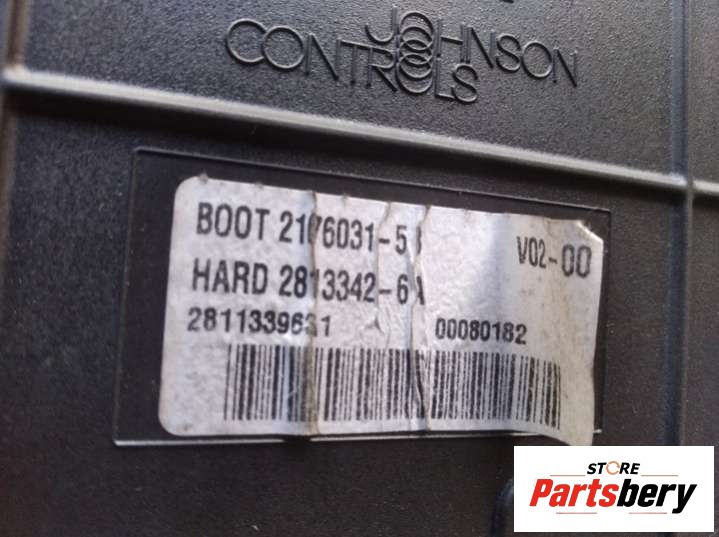 JOHNSON
CONTROLS
BOOT
V02-00
HARD 2813342-6
2811339631 00080182
STORE
Partsbery